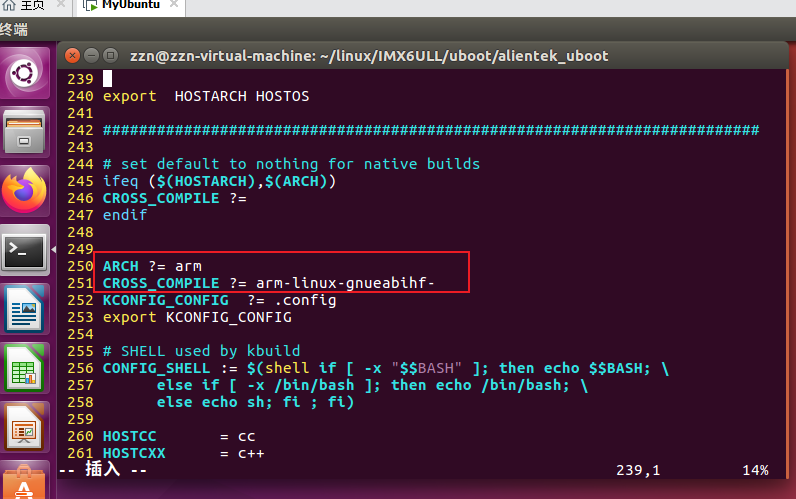 主页 MyUbuntu
终端
zzn@zzn-virtual-machine: ~/linux/IMX6ULL/uboot/alientek_uboot
239
240 export  HOSTARCH HOSTOS
241
242 #########################################################################
243
244 # set default to nothing for native builds
245 ifeq ($(HOSTARCH),$(ARCH))
246 CROSS_COMPILE ?=
247 endif
248
249
250 ARCH ?= arm
251 CROSS_COMPILE ?= arm-linux-gnueabihf-
252 KCONFIG_CONFIG  ?= .config
253 export KCONFIG_CONFIG
254
255 # SHELL used by kbuild
256 CONFIG_SHELL := $(shell if [ -x "$$BASH" ]; then echo $$BASH; \
257       else if [ -x /bin/bash ]; then echo /bin/bash; \
258       else echo sh; fi ; fi)
259
260 HOSTCC       = cc
261 HOSTCXX      = c++
-- 插入 -- 239,1 14%